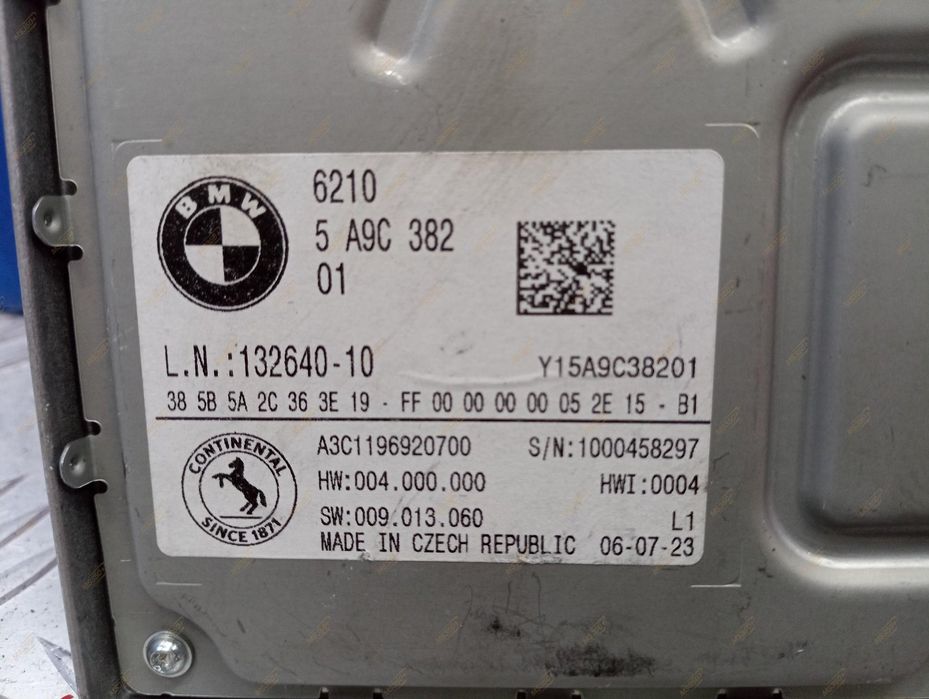 BMW
6210
5 A9C 382
01
L.N.:132640-10
Y15A9C38201
38 5B 5A 2C 36 3E 19 - FF 00 00 00 00 05 2E 15 - B1
CONTINENTAL
SINCE 1871
A3C1196920700
S/N:1000458297
HW:004.000.000
HWI:0004
SW:009.013.060
L1
MADE IN CZECH REPUBLIC
06-07-23